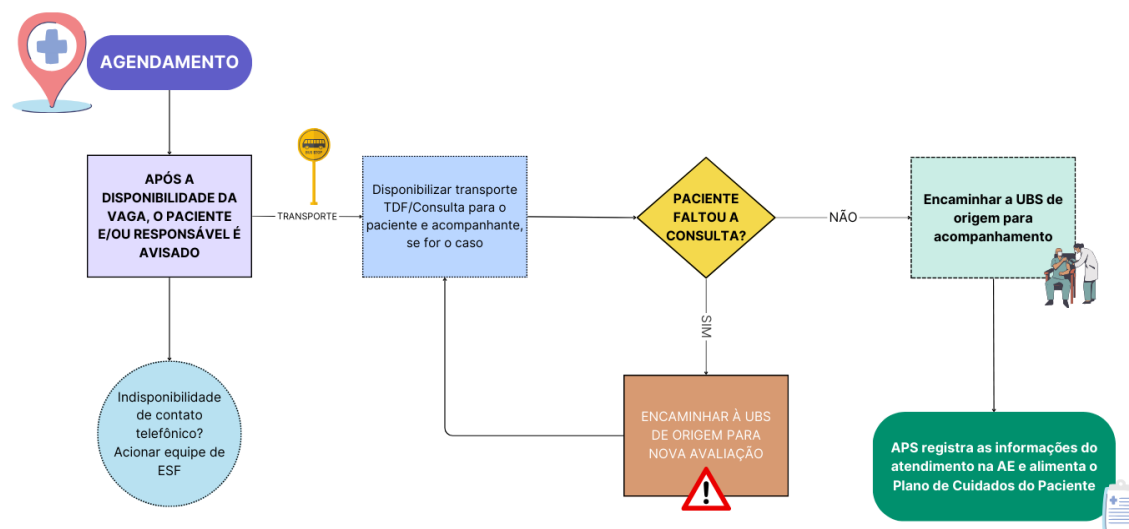 AGENDAMENTO
APÓS A
DISPONIBILIDADE DA
VAGA, O PACIENTE
E/OU RESPONSÁVEL É
AVISADO
TRANSPORTE
Disponibilizar transporte
TDF/Consulta para o
paciente e acompanhante,
se for o caso
PACIENTE
FALTOU A
CONSULTA?
NÃO
Encaminhar a UBS de
origem para
acompanhamento
SIM
Indisponibilidade
de contato
telefônico?
Acionar equipe de
ESF
ENCAMINHAR À UBS
DE ORIGEM PARA
NOVA AVALIAÇÃO
APS registra as informações do
atendimento na AE e alimenta o
Plano de Cuidados do Paciente